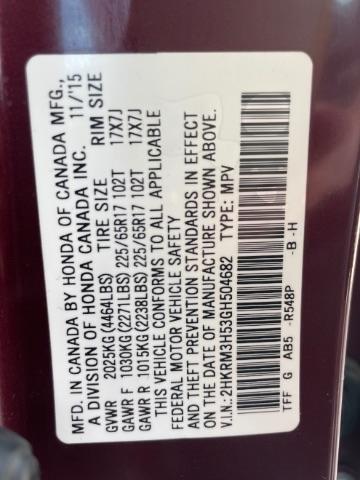 MFD. IN CANADA BY HONDA OF CANADA MFG.,
A DIVISION OF HONDA CANADA INC. 11/'15
GVWR 2025KG(4464LBS) TIRE SIZE RIM SIZE
GAWR F 1030KG(2271LBS) 225/65R17 102T 17X7J
GAWR R 1015KG(2238LBS) 225/65R17 102T 17X7J
THIS VEHICLE CONFORMS TO ALL APPLICABLE
FEDERAL MOTOR VEHICLE SAFETY
AND THEFT PREVENTION STANDARDS IN EFFECT
ON THE DATE OF MANUFACTURE SHOWN ABOVE.
V.I.N.: 2HKRM3H53GH504682 TYPE: MPV
TFF G AB5 -R548P -B -H